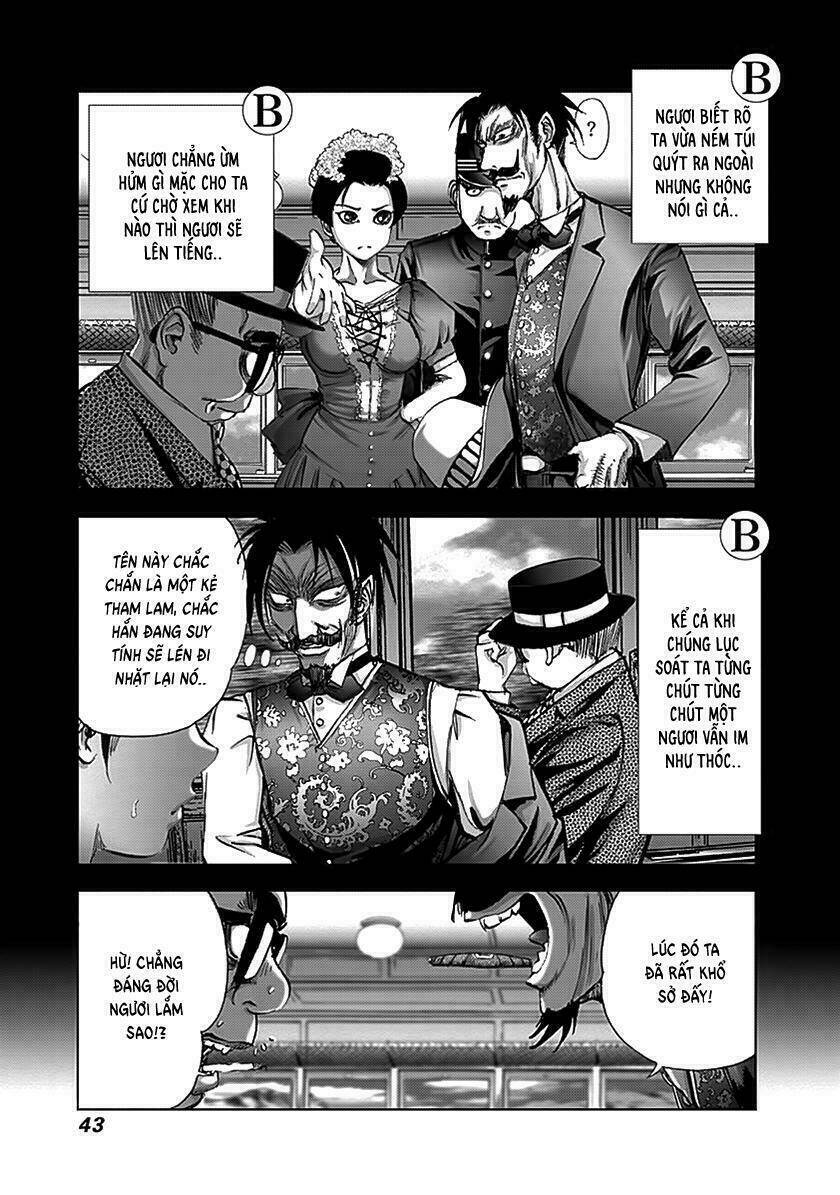 B
NGƯƠI BIẾT RÕ
TA VỪA NÉM TÚI
QUÝT RA NGOÀI
NHƯNG KHÔNG
NÓI GÌ CẢ..
?
B
NGƯƠI CHẲNG ỪM
HỬM GÌ MẶC CHO TA
CỨ CHỜ XEM KHI
NÀO THÌ NGƯƠI SẼ
LÊN TIẾNG..
B
KỂ CẢ KHI
CHÚNG LỤC
SOÁT TA TỪNG
CHÚT TỪNG
CHÚT MỘT
NGƯƠI VẪN IM
NHƯ THÓC..
TÊN NÀY CHẮC
CHẮN LÀ MỘT KẺ
THAM LAM, CHẮC
HẮN ĐANG SUY
TÍNH SẼ LÉN ĐI
NHẶT LẠI NÓ..
LÚC ĐÓ TA
ĐÃ RẤT KHỔ
SỞ ĐẤY!
HỪ! CHẲNG
ĐÁNG ĐỜI
NGƯƠI LẮM
SAO!?
43